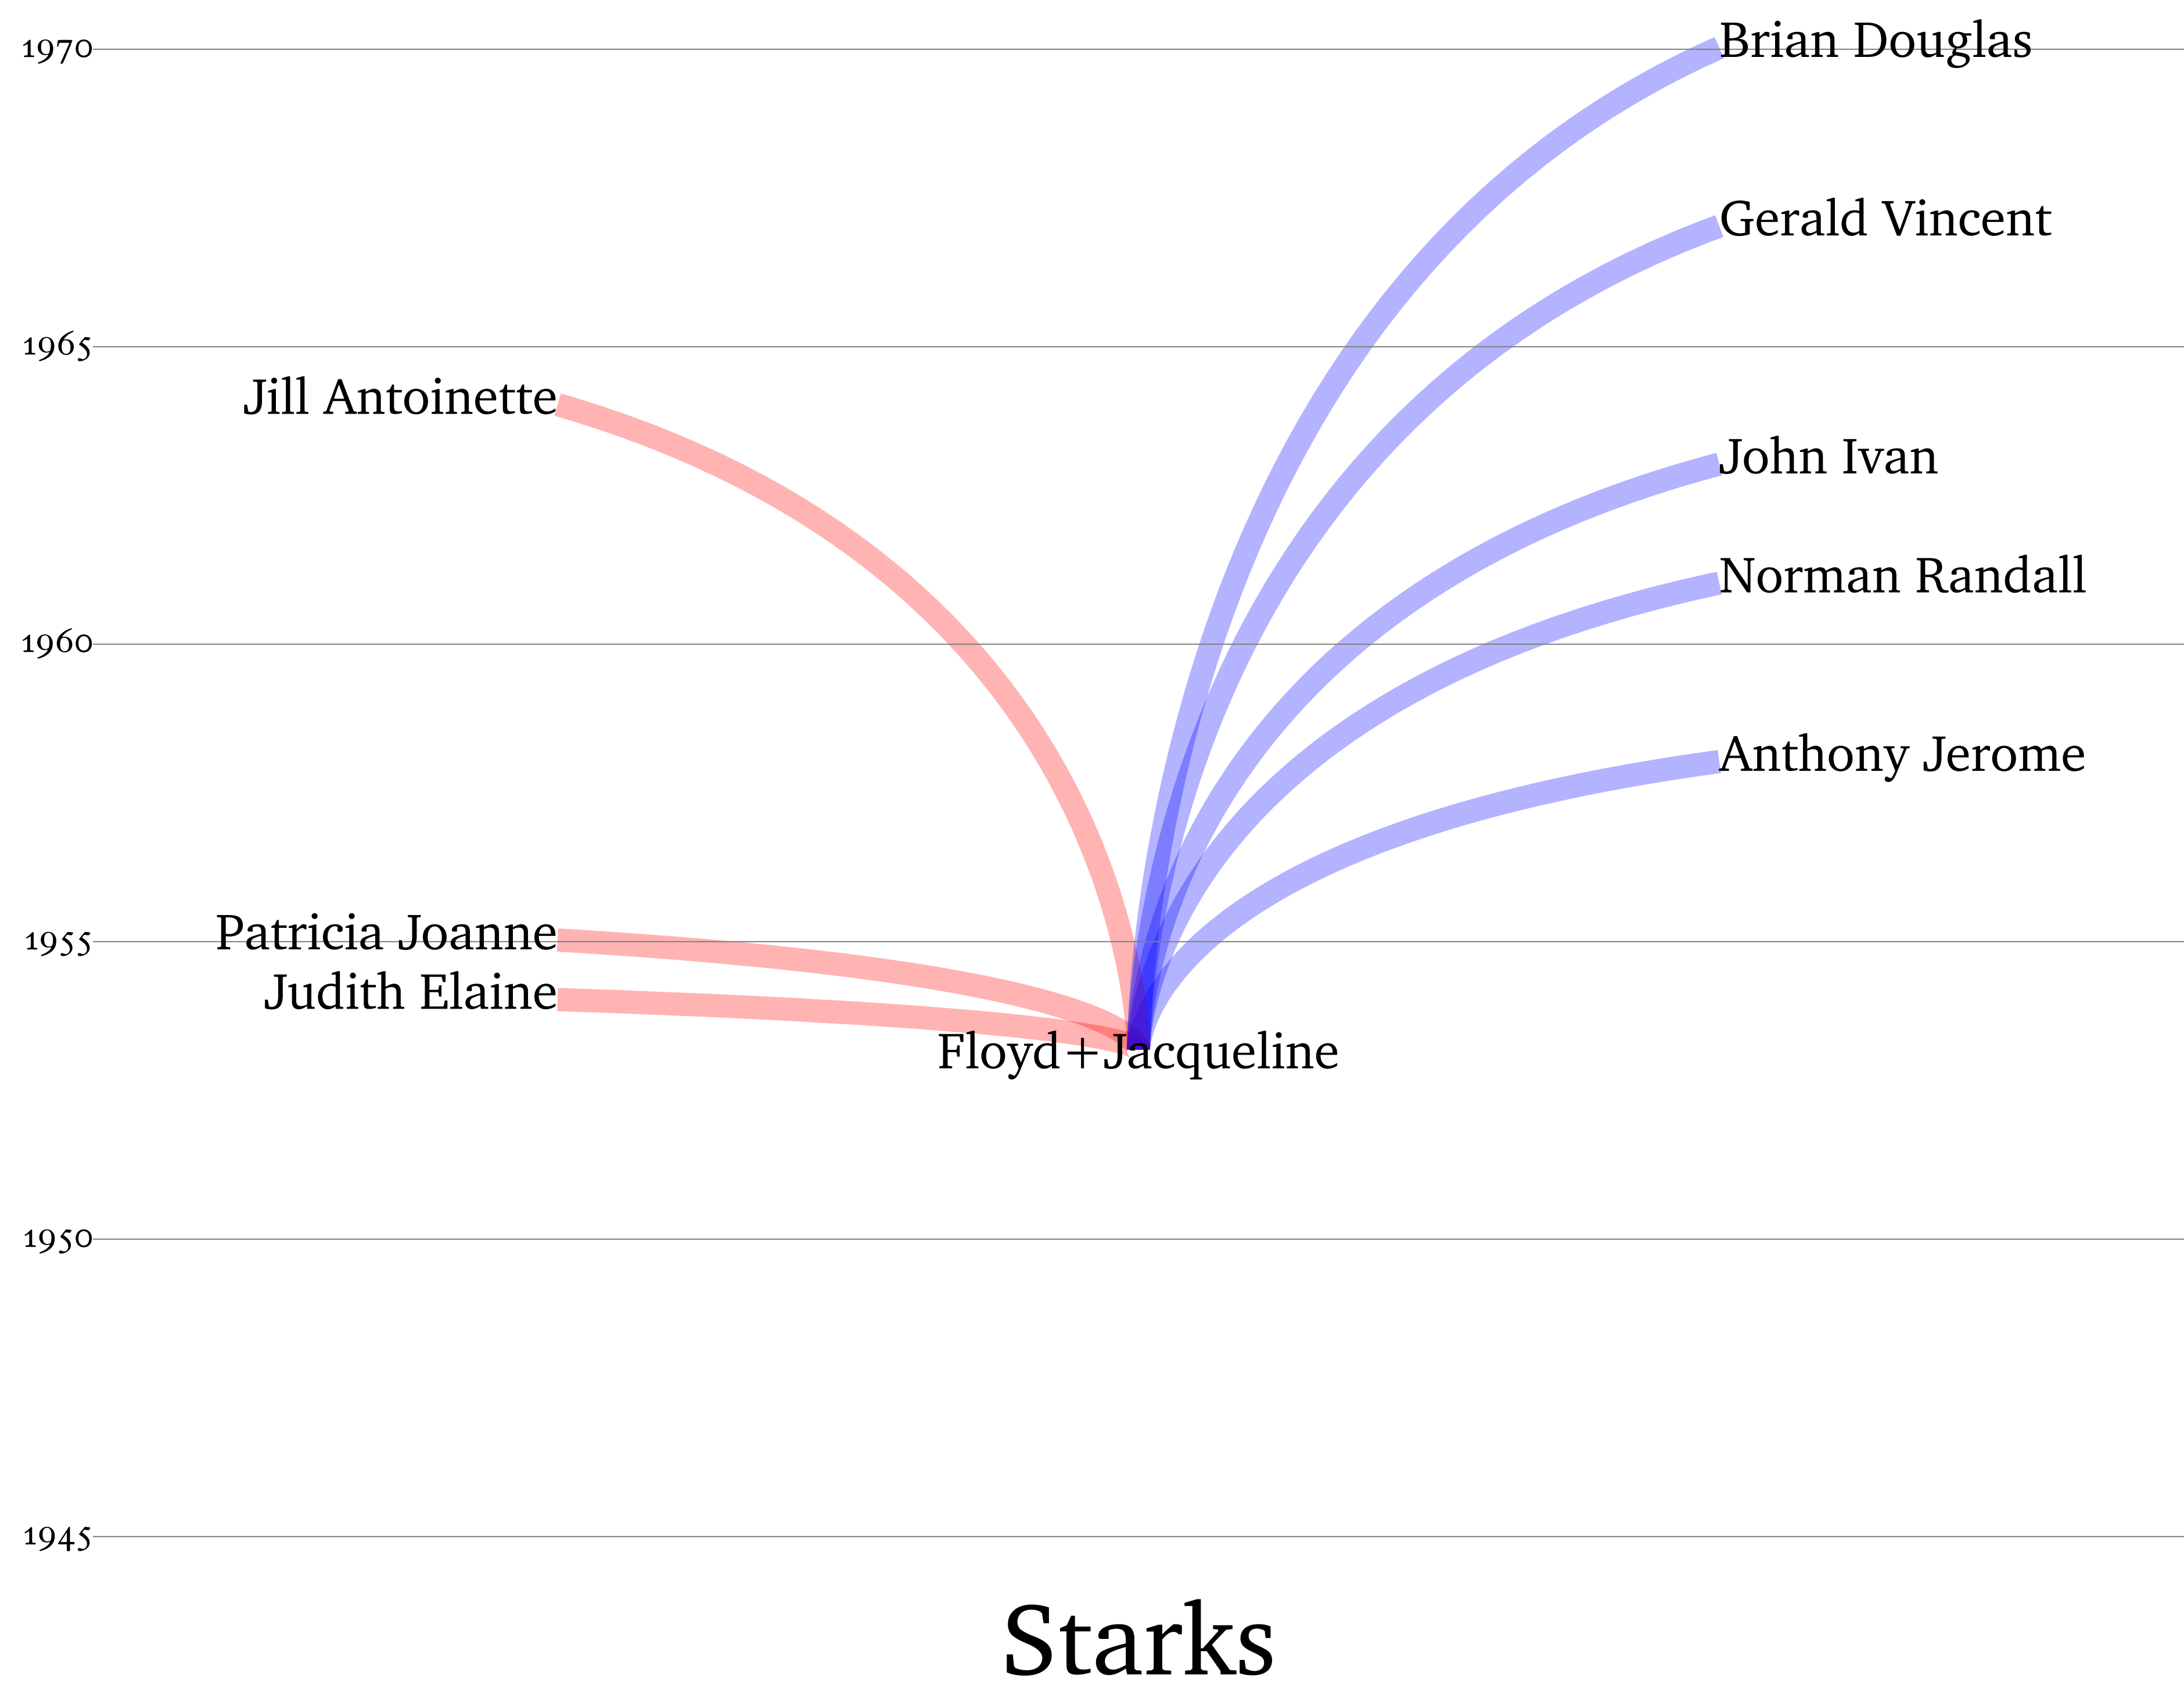 1970
Brian Douglas
Gerald Vincent
1965
Jill Antoinette
John Ivan
Norman Randall
1960
Anthony Jerome
1955
Patricia Joanne
Judith Elaine
Floyd+Jacqueline
1950
1945
Starks